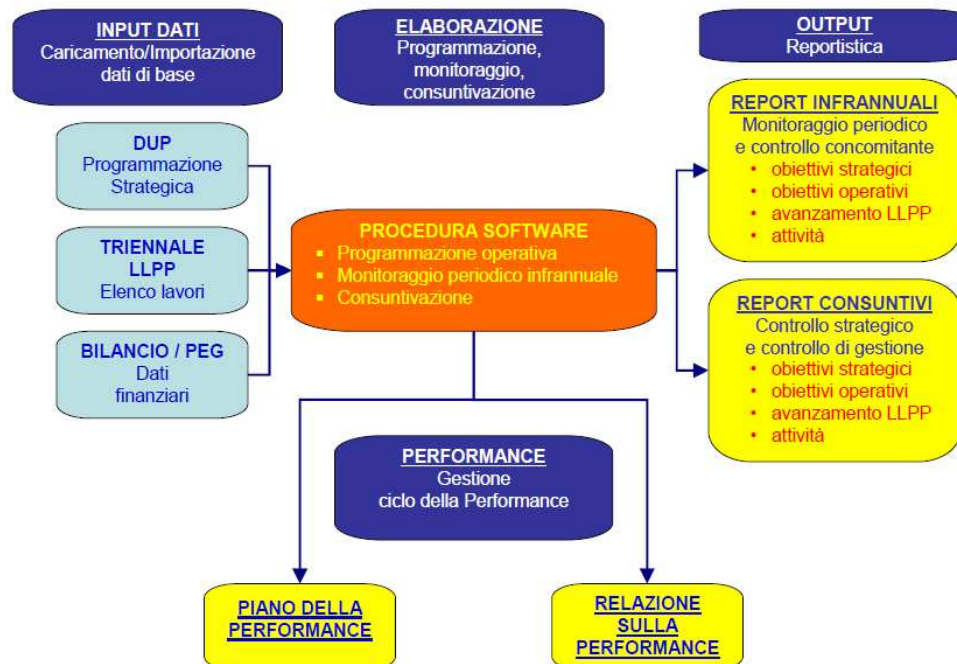 INPUT DATI
Caricamento/Importazione
dati di base
ELABORAZIONE
Programmazione,
monitoraggio,
consuntivazione
OUTPUT
Reportistica
DUP
Programmazione
Strategica
TRIENNALE
LLPP
Elenco lavori
BILANCIO / PEG
Dati
finanziari
PROCEDURA SOFTWARE
▪ Programmazione operativa
▪ Monitoraggio periodico infrannuale
▪ Consuntivazione
REPORT INFRANNUALI
Monitoraggio periodico
e controllo concomitante
• obiettivi strategici
• obiettivi operativi
• avanzamento LLPP
• attività
REPORT CONSUNTIVI
Controllo strategico
e controllo di gestione
• obiettivi strategici
• obiettivi operativi
• avanzamento LLPP
• attività
PERFORMANCE
Gestione
ciclo della Performance
PIANO DELLA
PERFORMANCE
RELAZIONE
SULLA
PERFORMANCE